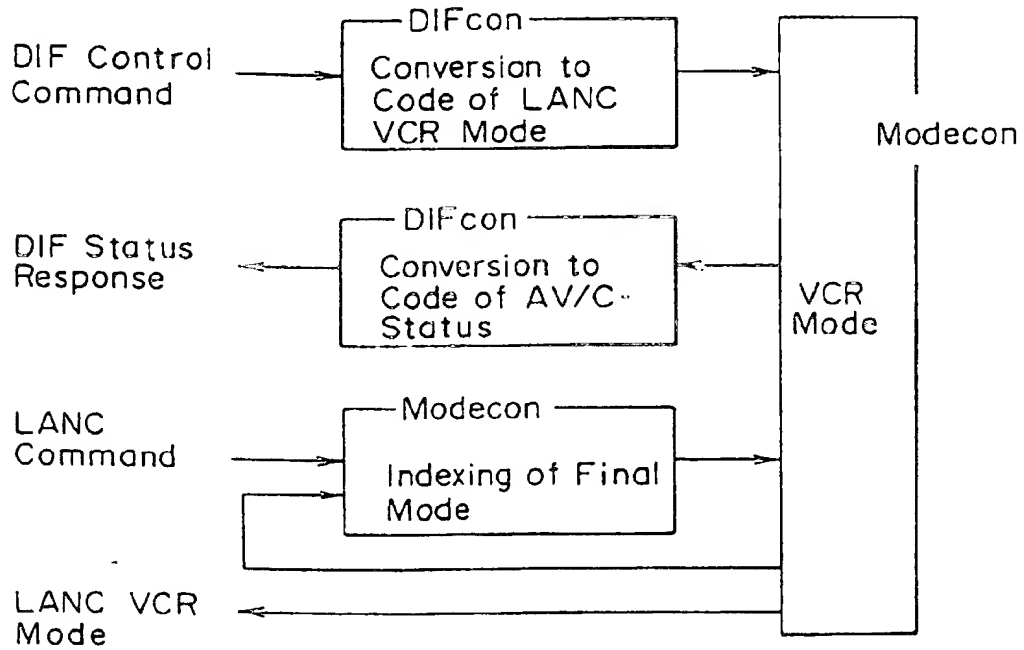 DIF Control
Command
DIFcon
Conversion to
Code of LANC
VCR Mode
Modecon
DIF Status
Response
DIFcon
Conversion to
Code of AV/C-
Status
VCR
Mode
LANC
Command
Modecon
Indexing of Final
Mode
LANC VCR
Mode